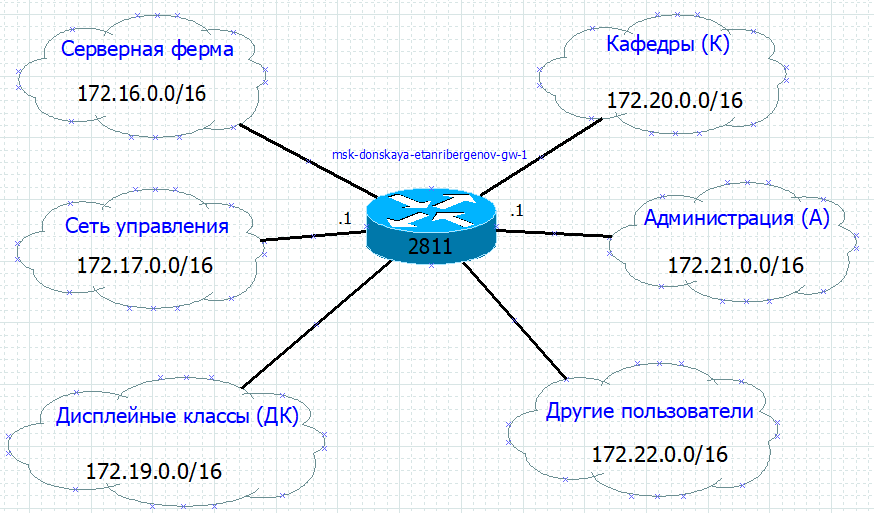 Серверная ферма
172.16.0.0/16
Кафедры (К)
172.20.0.0/16
msk-donskaya-etanribergenov-gw-1
Сеть управления
172.17.0.0/16
.1
2811
.1
Администрация (А)
172.21.0.0/16
Дисплейные классы (ДК)
172.19.0.0/16
Другие пользователи
172.22.0.0/16